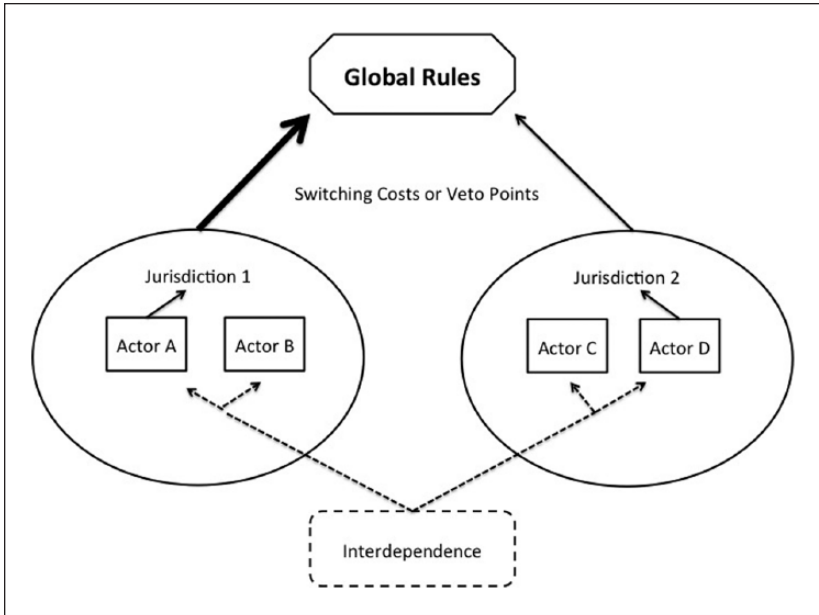 Global Rules
Switching Costs or Veto Points
Jurisdiction 1
Jurisdiction 2
Actor A
Actor B
Actor C
Actor D
Interdependence